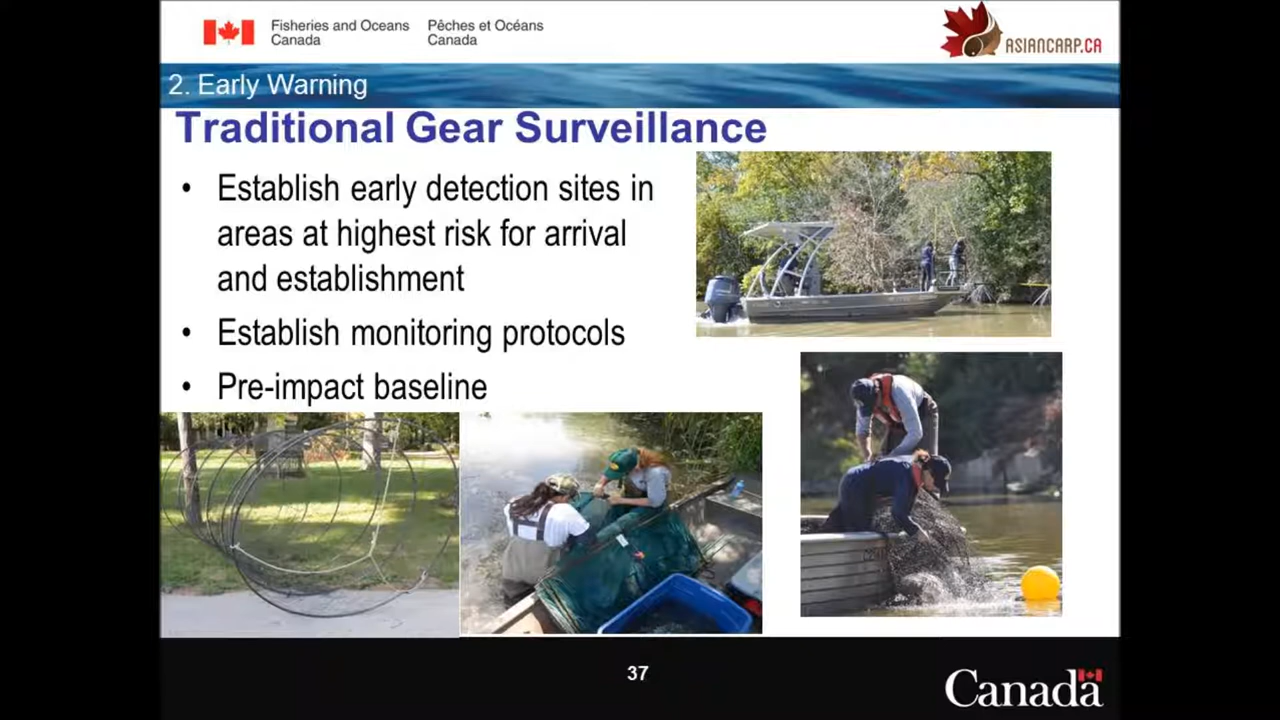 Fisheries and Oceans Canada
Pêches et Océans Canada
ASIANCARP.CA
2. Early Warning
Traditional Gear Surveillance
• Establish early detection sites in
areas at highest risk for arrival
and establishment
• Establish monitoring protocols
• Pre-impact baseline
37
Canada